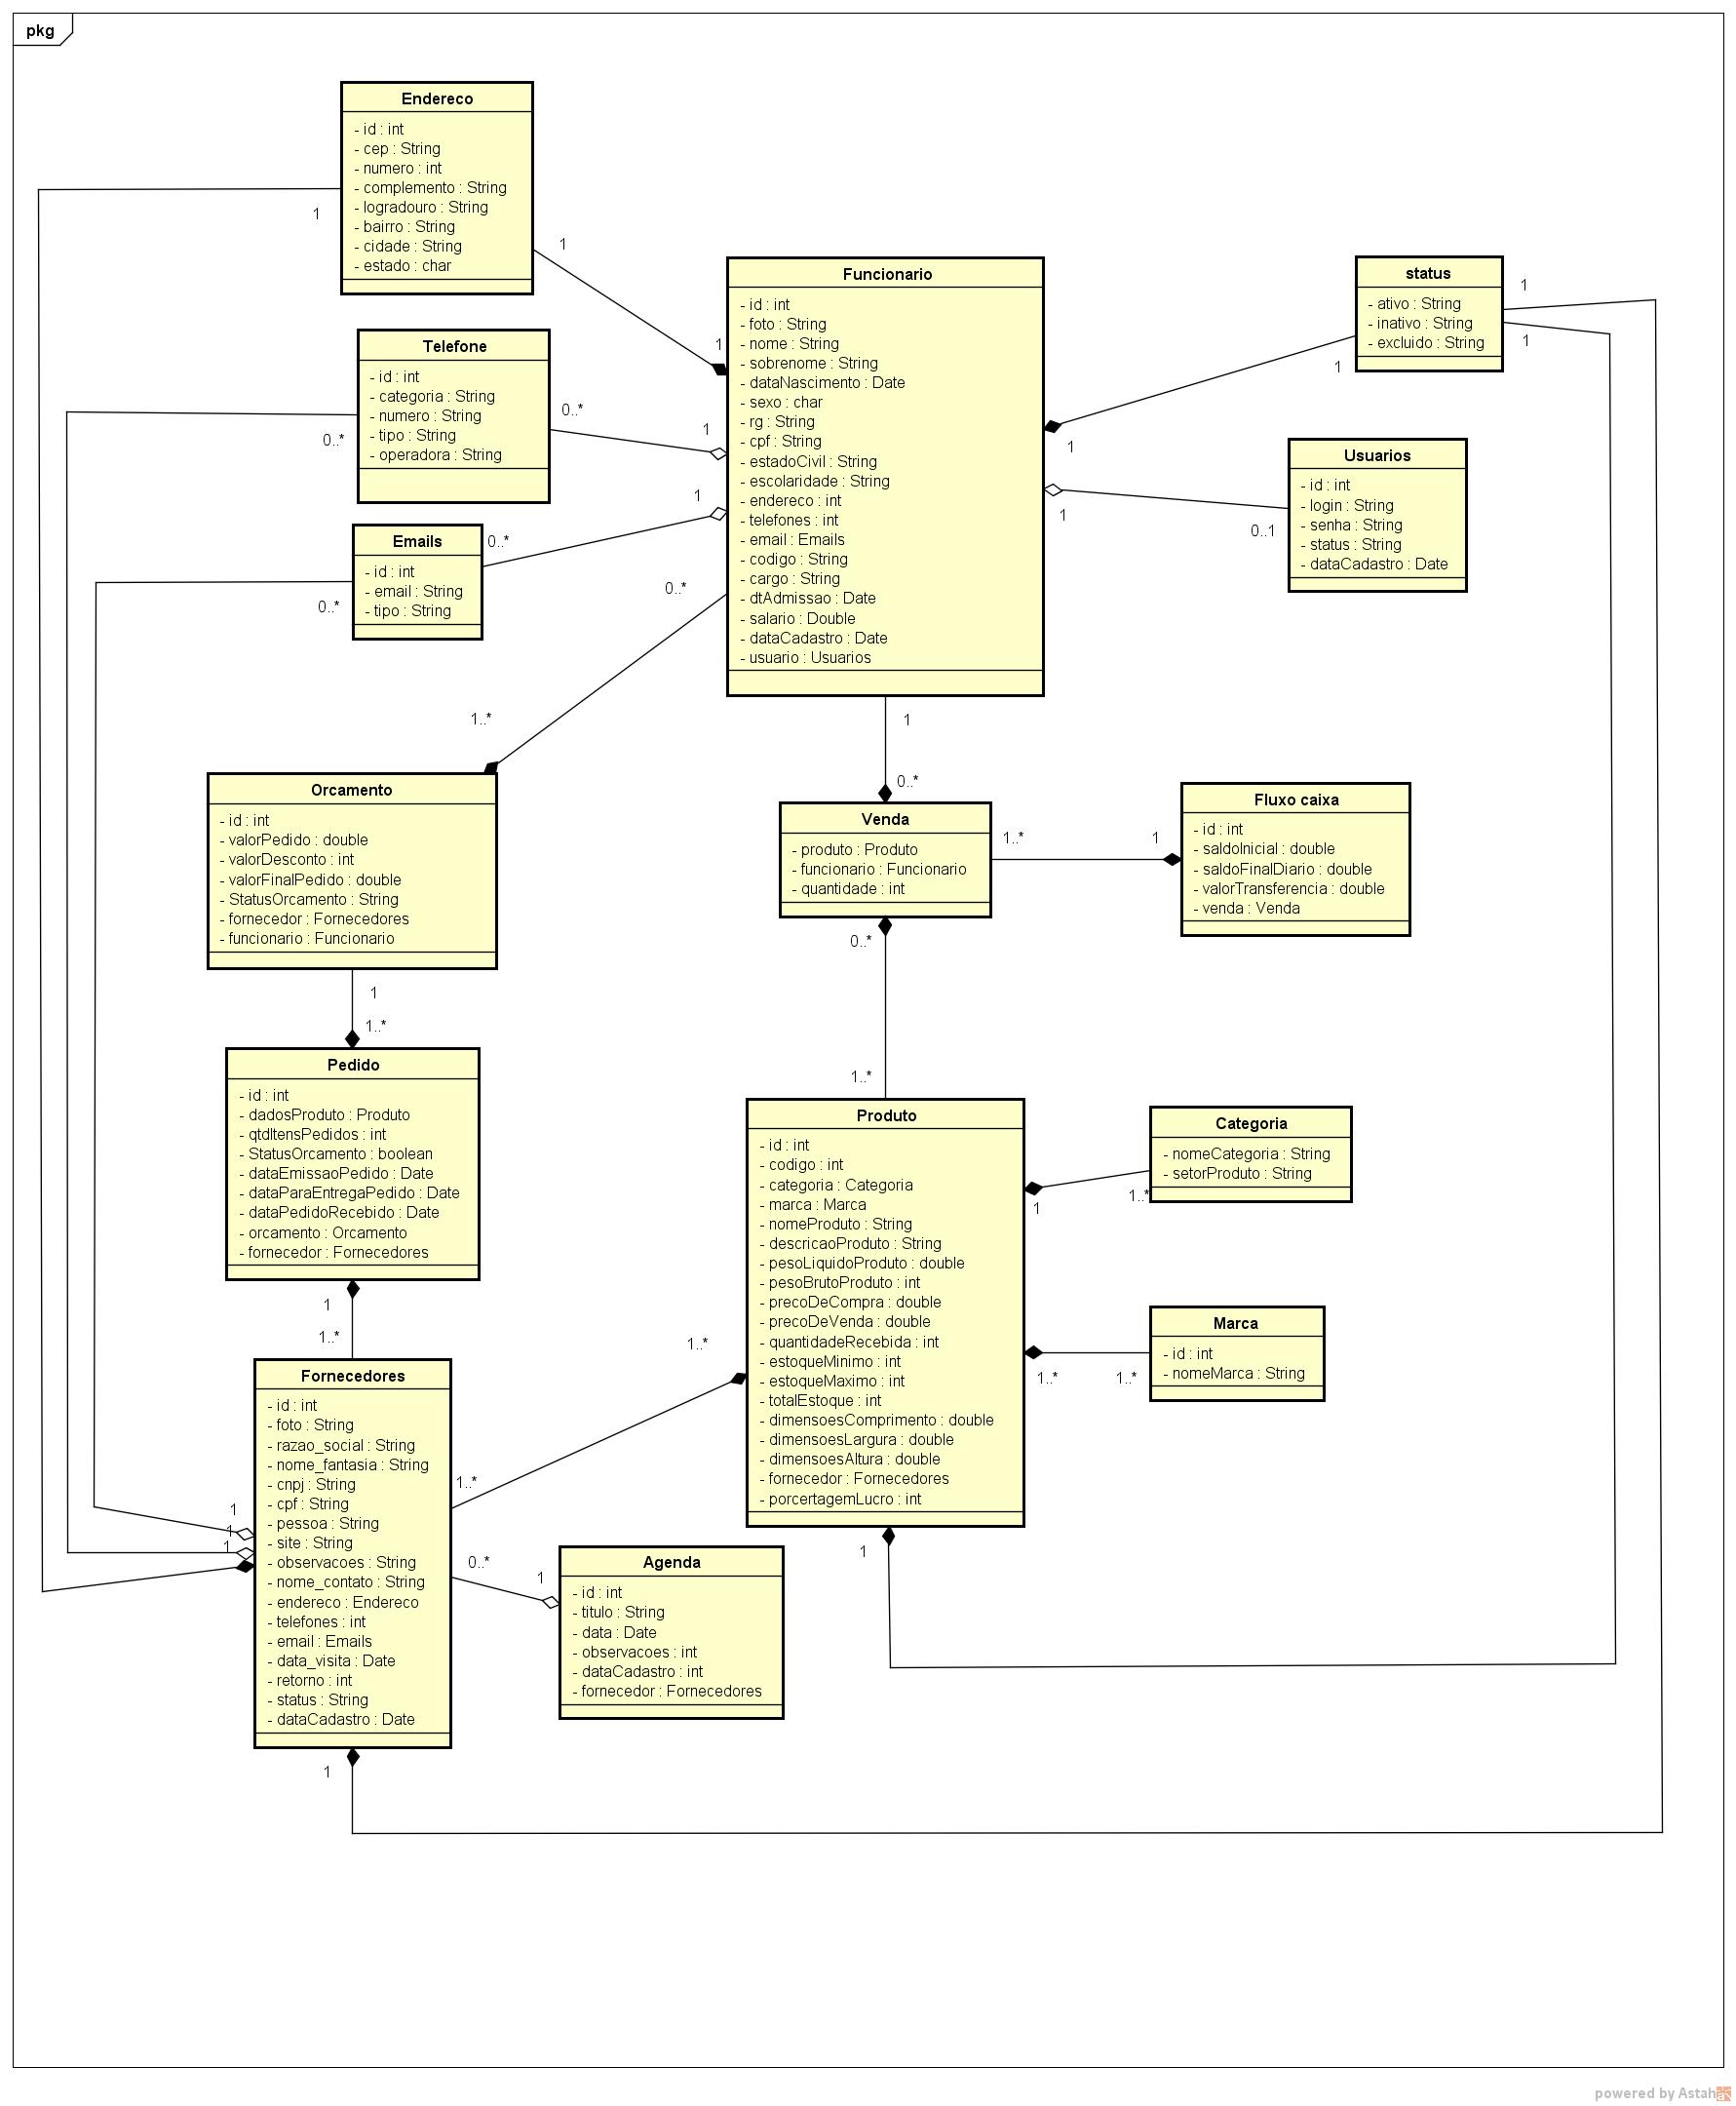 pkg
Endereco
- id : int
- cep : String
- numero : int
- complemento : String
- logradouro : String
- bairro : String
- cidade : String
- estado : char
1
1
1
Telefone
- id : int
- categoria : String
- numero : String
- tipo : String
- operadora : String
0..*
0..*
1
Emails
- id : int
- email : String
- tipo : String
0..*
0..*
1
Funcionario
- id : int
- foto : String
- nome : String
- sobrenome : String
- dataNascimento : Date
- sexo : char
- rg : String
- cpf : String
- estadoCivil : String
- escolaridade : String
- endereco : int
- telefones : int
- email : Emails
- codigo : String
- cargo : String
- dtAdmissao : Date
- salario : Double
- dataCadastro : Date
- usuario : Usuarios
status
- ativo : String
- inativo : String
- excluido : String
1
1
1
1
Usuarios
- id : int
- login : String
- senha : String
- status : String
- dataCadastro : Date
1
0..1
0..*
1..*
1
0..*
Orcamento
- id : int
- valorPedido : double
- valorDesconto : int
- valorFinalPedido : double
- StatusOrcamento : String
- fornecedor : Fornecedores
- funcionario : Funcionario
1
1..*
Venda
- produto : Produto
- funcionario : Funcionario
- quantidade : int
1..*
1
Fluxo caixa
- id : int
- saldoInicial : double
- saldoFinalDiario : double
- valorTransferencia : double
- venda : Venda
0..*
1..*
Pedido
- id : int
- dadosProduto : Produto
- qtdItensPedidos : int
- StatusOrcamento : boolean
- dataEmissaoPedido : Date
- dataParaEntregaPedido : Date
- dataPedidoRecebido : Date
- orcamento : Orcamento
- fornecedor : Fornecedores
1
1..*
Produto
- id : int
- codigo : int
- categoria : Categoria
- marca : Marca
- nomeProduto : String
- descricaoProduto : String
- pesoLiquidoProduto : double
- pesoBrutoProduto : int
- precoDeCompra : double
- precoDeVenda : double
- quantidadeRecebida : int
- estoqueMinimo : int
- estoqueMaximo : int
- totalEstoque : int
- dimensoesComprimento : double
- dimensoesLargura : double
- dimensoesAltura : double
- fornecedor : Fornecedores
- porcertagemLucro : int
Categoria
- nomeCategoria : String
- setorProduto : String
1
1..*
Marca
- id : int
- nomeMarca : String
1..*
1..*
1..*
1..*
Fornecedores
- id : int
- foto : String
- razao_social : String
- nome_fantasia : String
- cnpj : String
- cpf : String
- pessoa : String
- site : String
- observacoes : String
- nome_contato : String
- endereco : Endereco
- telefones : int
- email : Emails
- data_visita : Date
- retorno : int
- status : String
- dataCadastro : Date
1
1
1
0..*
1
Agenda
- id : int
- titulo : String
- data : Date
- observacoes : int
- dataCadastro : int
- fornecedor : Fornecedores
1
1
powered by Astah